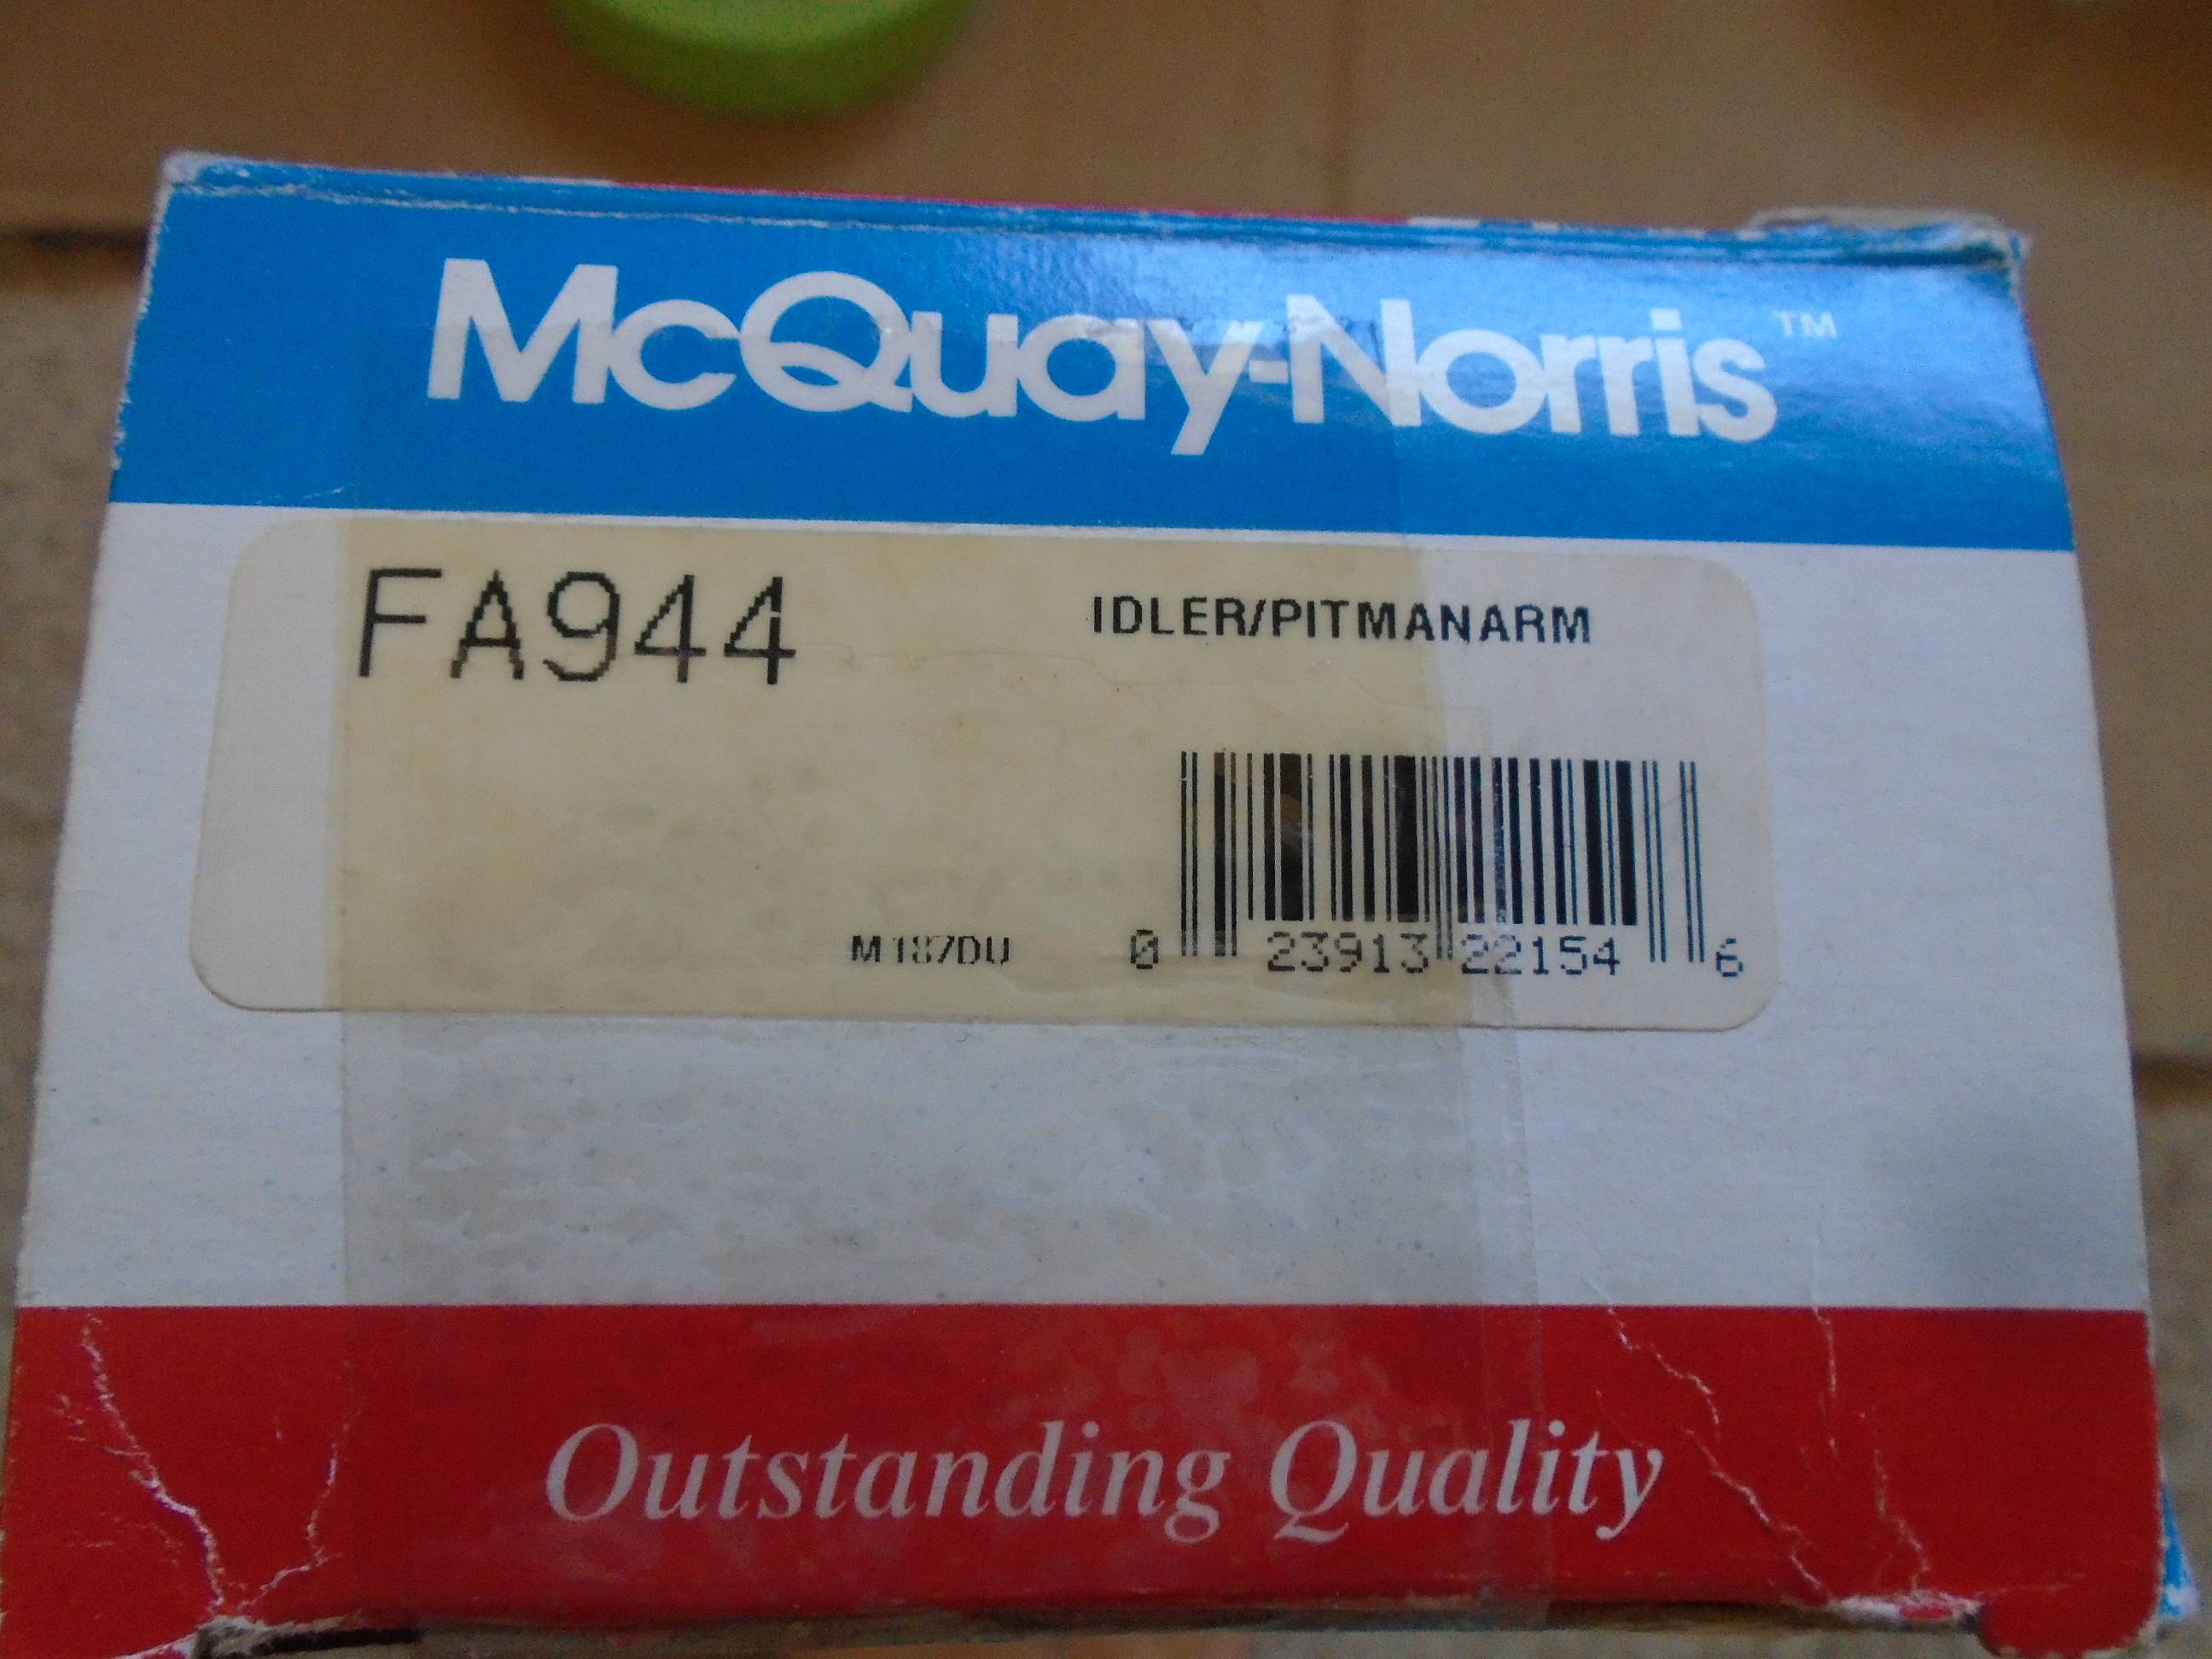 McQuay-Norris™
FA944 IDLER/PITMANARM
M187DU 0 23913 22154 6
Outstanding Quality